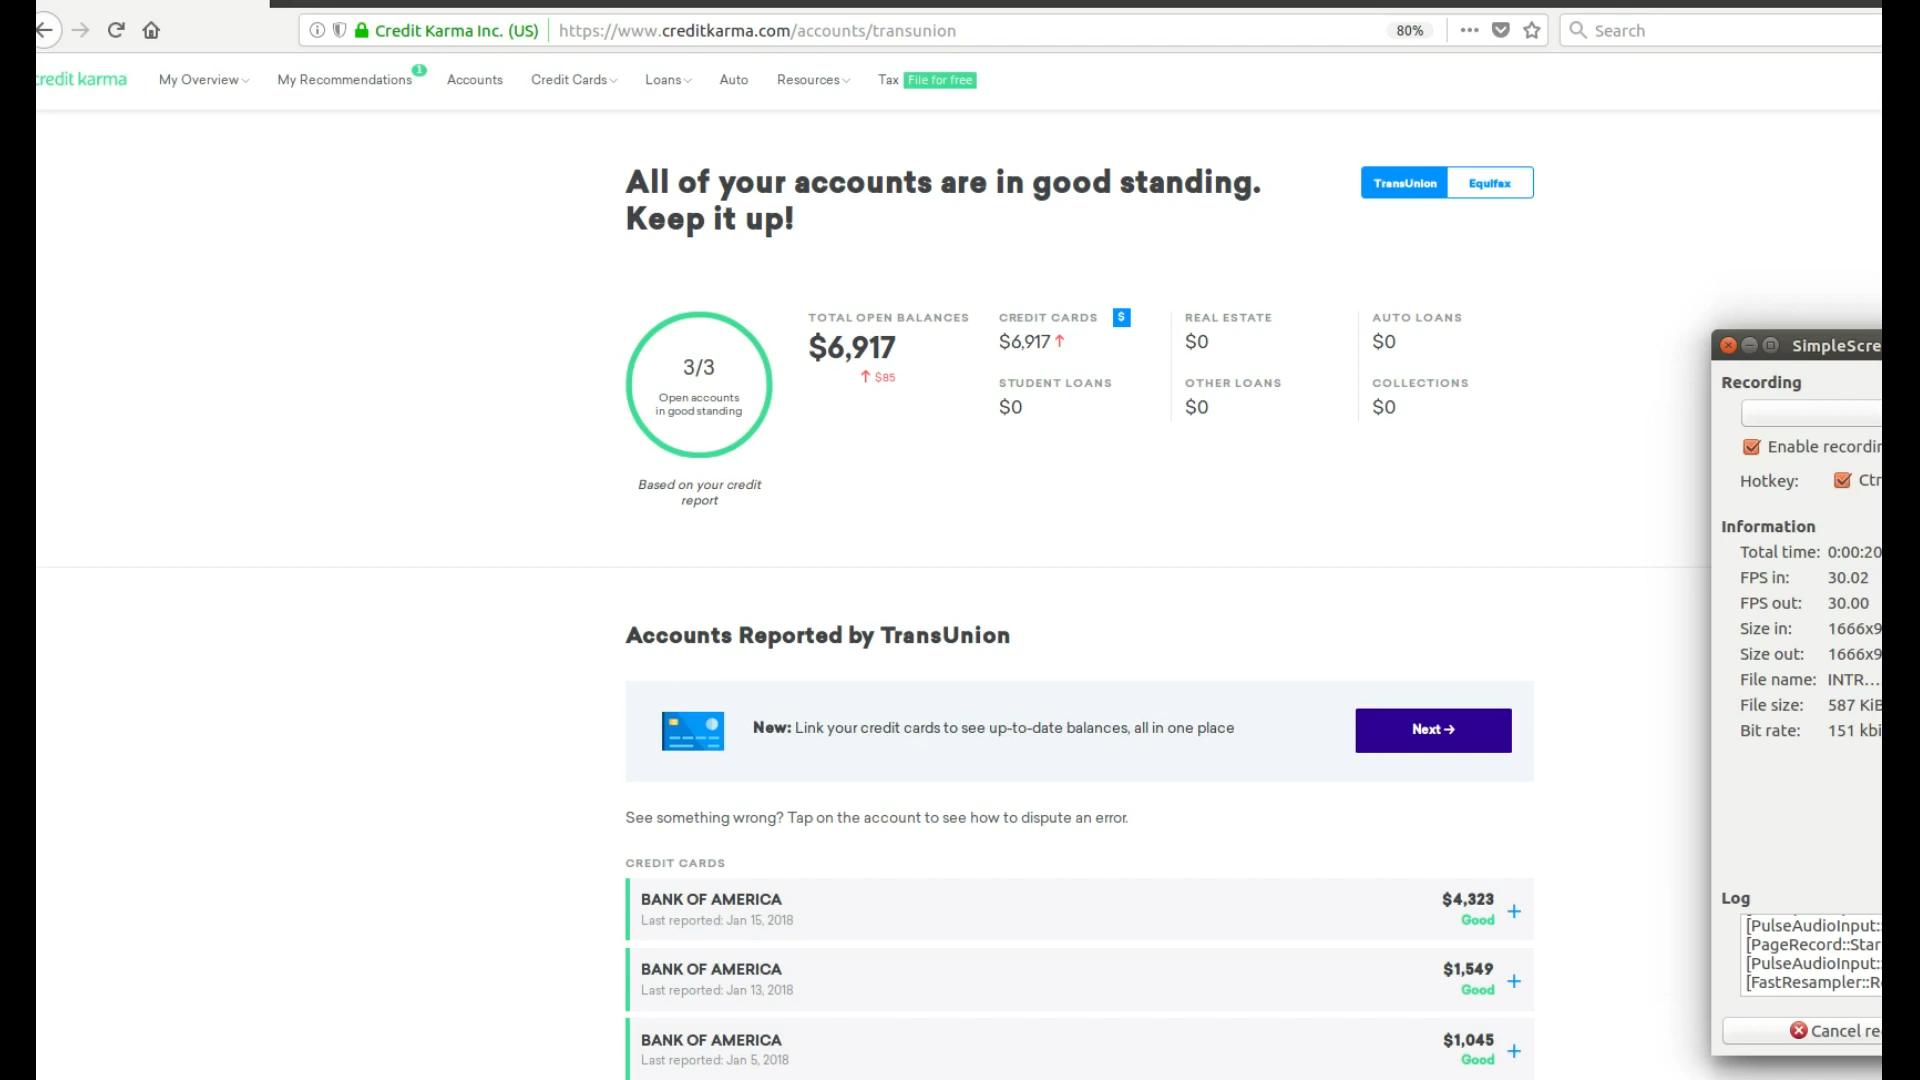 Credit Karma Inc. (US) https://www.creditkarma.com/accounts/transunion 80% Search
credit karma My Overview My Recommendations 1 Accounts Credit Cards Loans Auto Resources Tax File for free
All of your accounts are in good standing.
Keep it up!
TransUnion Equifax
3/3
Open accounts
in good standing
Based on your credit
report
TOTAL OPEN BALANCES
$6,917
$85
CREDIT CARDS $
$6,917
REAL ESTATE
$0
AUTO LOANS
$0
STUDENT LOANS
$0
OTHER LOANS
$0
COLLECTIONS
$0
Accounts Reported by TransUnion
New: Link your credit cards to see up-to-date balances, all in one place
Next →
See something wrong? Tap on the account to see how to dispute an error.
CREDIT CARDS
BANK OF AMERICA $4,323
Last reported: Jan 15, 2018 Good
BANK OF AMERICA $1,549
Last reported: Jan 13, 2018 Good
BANK OF AMERICA $1,045
Last reported: Jan 5, 2018 Good
SimpleScre
Recording
Enable recordin
Hotkey: Ctr
Information
Total time: 0:00:20
FPS in: 30.02
FPS out: 30.00
Size in: 1666x9
Size out: 1666x9
File name: INTR...
File size: 587 KiB
Bit rate: 151 kbi
Log
[PulseAudioInput::
[PageRecord::Star
[PulseAudioInput::
[FastResampler::R
Cancel re